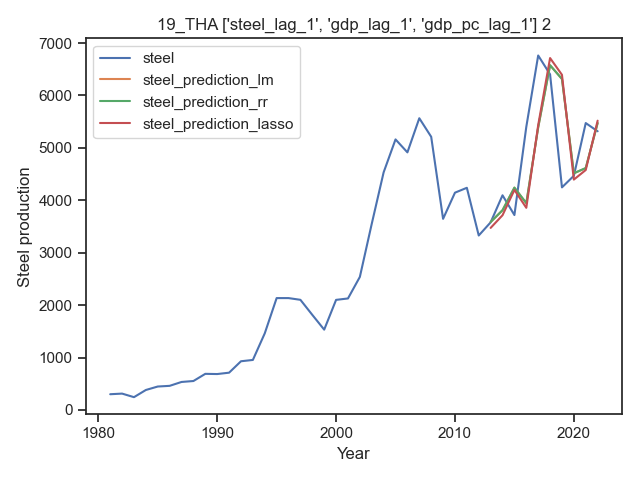 19_THA ['steel_lag_1', 'gdp_lag_1', 'gdp_pc_lag_1'] 2
7000
6000
5000
4000
3000
2000
1000
0
Steel production
steel
steel_prediction_lm
steel_prediction_rr
steel_prediction_lasso
1980
1990
2000
2010
2020
Year